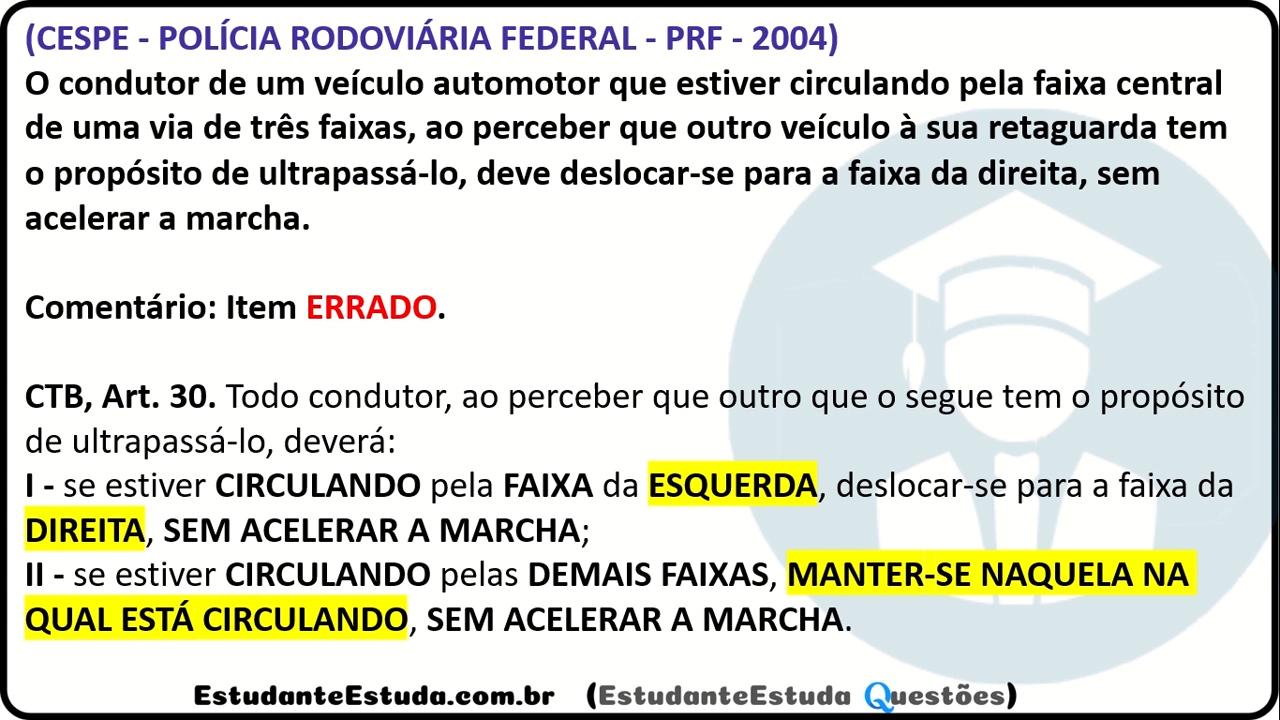 (CESPE - POLÍCIA RODOVIÁRIA FEDERAL - PRF - 2004)
O condutor de um veículo automotor que estiver circulando pela faixa central
de uma via de três faixas, ao perceber que outro veículo à sua retaguarda tem
o propósito de ultrapassá-lo, deve deslocar-se para a faixa da direita, sem
acelerar a marcha.
Comentário: Item ERRADO.
CTB, Art. 30. Todo condutor, ao perceber que outro que o segue tem o propósito
de ultrapassá-lo, deverá:
I - se estiver CIRCULANDO pela FAIXA da ESQUERDA, deslocar-se para a faixa da
DIREITA, SEM ACELERAR A MARCHA;
II - se estiver CIRCULANDO pelas DEMAIS FAIXAS, MANTER-SE NAQUELA NA
QUAL ESTÁ CIRCULANDO, SEM ACELERAR A MARCHA.
EstudanteEstuda.com.br (EstudanteEstuda Questões)